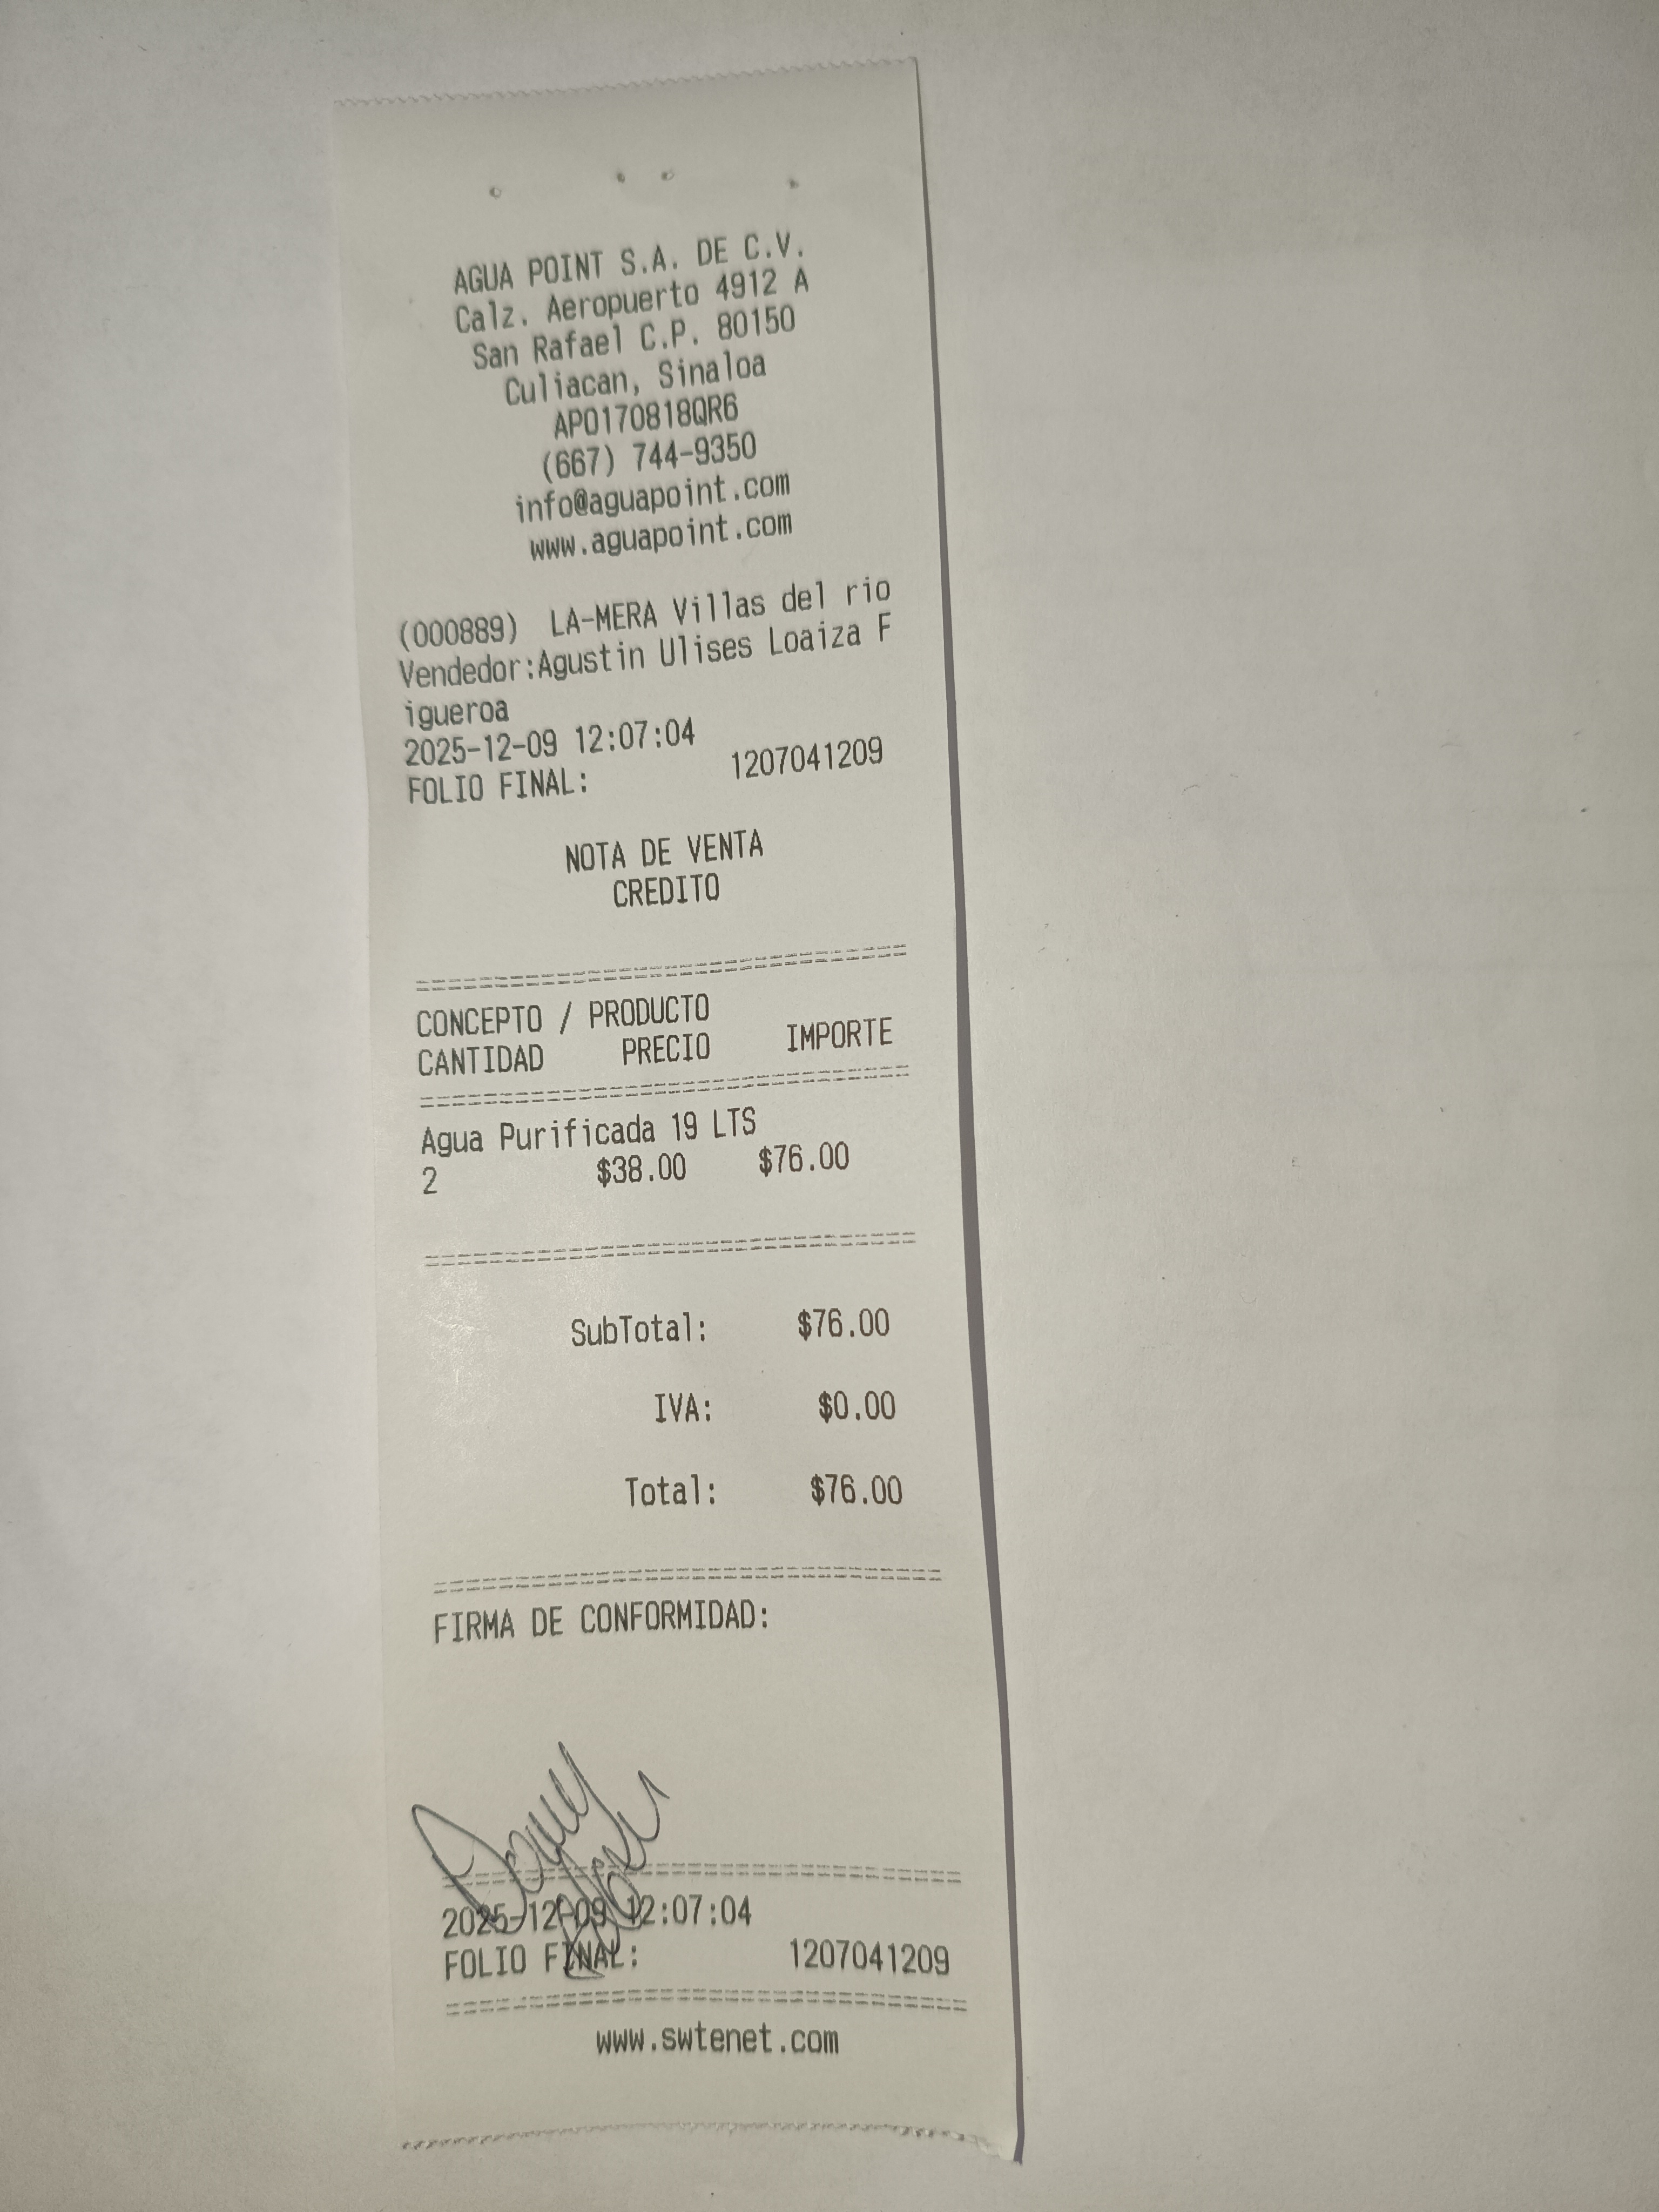 AGUA POINT S.A. DE C.V.
Calz. Aeropuerto 4912 A
San Rafael C.P. 80150
Culiacan, Sinaloa
APO170818QR6
(667) 744-9350
info@aguapoint.com
www.aguapoint.com
(000889) LA-MERA Villas del rio
Vendedor:Agustin Ulises Loaiza F
igueroa
2025-12-09 12:07:04
FOLIO FINAL: 1207041209
NOTA DE VENTA
CREDITO
================================
CONCEPTO / PRODUCTO
CANTIDAD PRECIO IMPORTE
================================
Agua Purificada 19 LTS
2 $38.00 $76.00
================================
SubTotal: $76.00
IVA: $0.00
Total: $76.00
================================
FIRMA DE CONFORMIDAD:
================================
2025-12-09 12:07:04
FOLIO FINAL: 1207041209
================================
www.swtenet.com